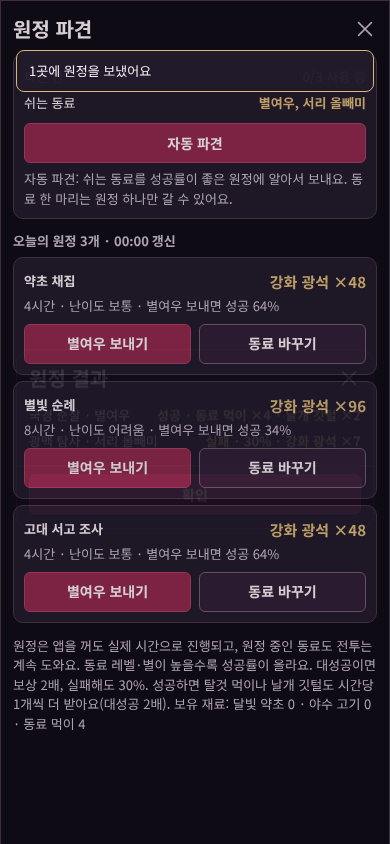 원정 파견
1곳에 원정을 보냈어요
쉬는 동료 별여우, 서리 올빼미
자동 파견
자동 파견: 쉬는 동료를 성공률이 좋은 원정에 알아서 보내요. 동
료 한 마리는 원정 하나만 갈 수 있어요.
오늘의 원정 3개 · 00:00 갱신
약초 채집 강화 광석 ×48
4시간 · 난이도 보통 · 별여우 보내면 성공 64%
별여우 보내기 동료 바꾸기
원정 결과
별빛 순례 강화 광석 ×96
8시간 · 난이도 어려움 · 별여우 보내면 성공 34%
별여우 보내기 동료 바꾸기
확인
고대 서고 조사 강화 광석 ×48
4시간 · 난이도 보통 · 별여우 보내면 성공 64%
별여우 보내기 동료 바꾸기
원정은 앱을 꺼도 실제 시간으로 진행되고, 원정 중인 동료도 전투는
계속 도와요. 동료 레벨·별이 높을수록 성공률이 올라요. 대성공이면
보상 2배, 실패해도 30%. 성공하면 탈것 먹이나 날개 깃털도 시간당
1개씩 더 받아요(대성공 2배). 보유 재료: 달빛 약초 0 · 야수 고기 0
· 동료 먹이 4